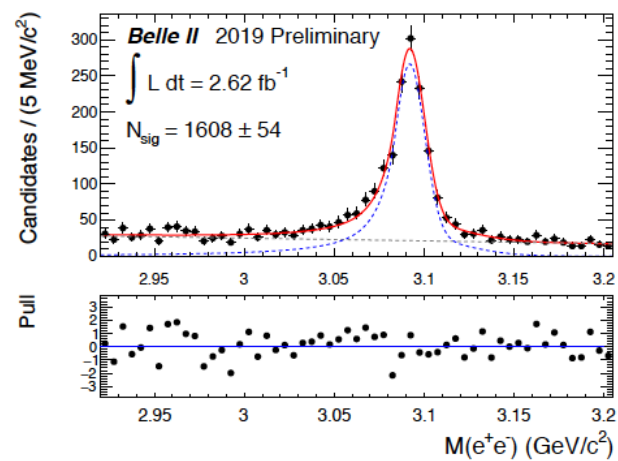 Belle II 2019 Preliminary
∫ L dt = 2.62 fb⁻¹
N_sig = 1608 ± 54
Candidates / (5 MeV/c²)
300
250
200
150
100
50
0
2.95 3 3.05 3.1 3.15 3.2
Pull
3
2
1
0
−1
−2
−3
2.95 3 3.05 3.1 3.15 3.2
M(e⁺e⁻) (GeV/c²)